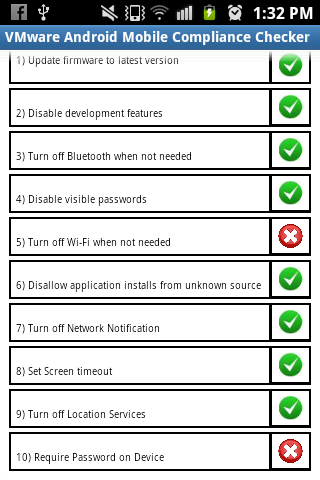 1:32 PM
VMware Android Mobile Compliance Checker
1) Update firmware to latest version
2) Disable development features
3) Turn off Bluetooth when not needed
4) Disable visible passwords
5) Turn off Wi-Fi when not needed
6) Disallow application installs from unknown source
7) Turn off Network Notification
8) Set Screen timeout
9) Turn off Location Services
10) Require Password on Device